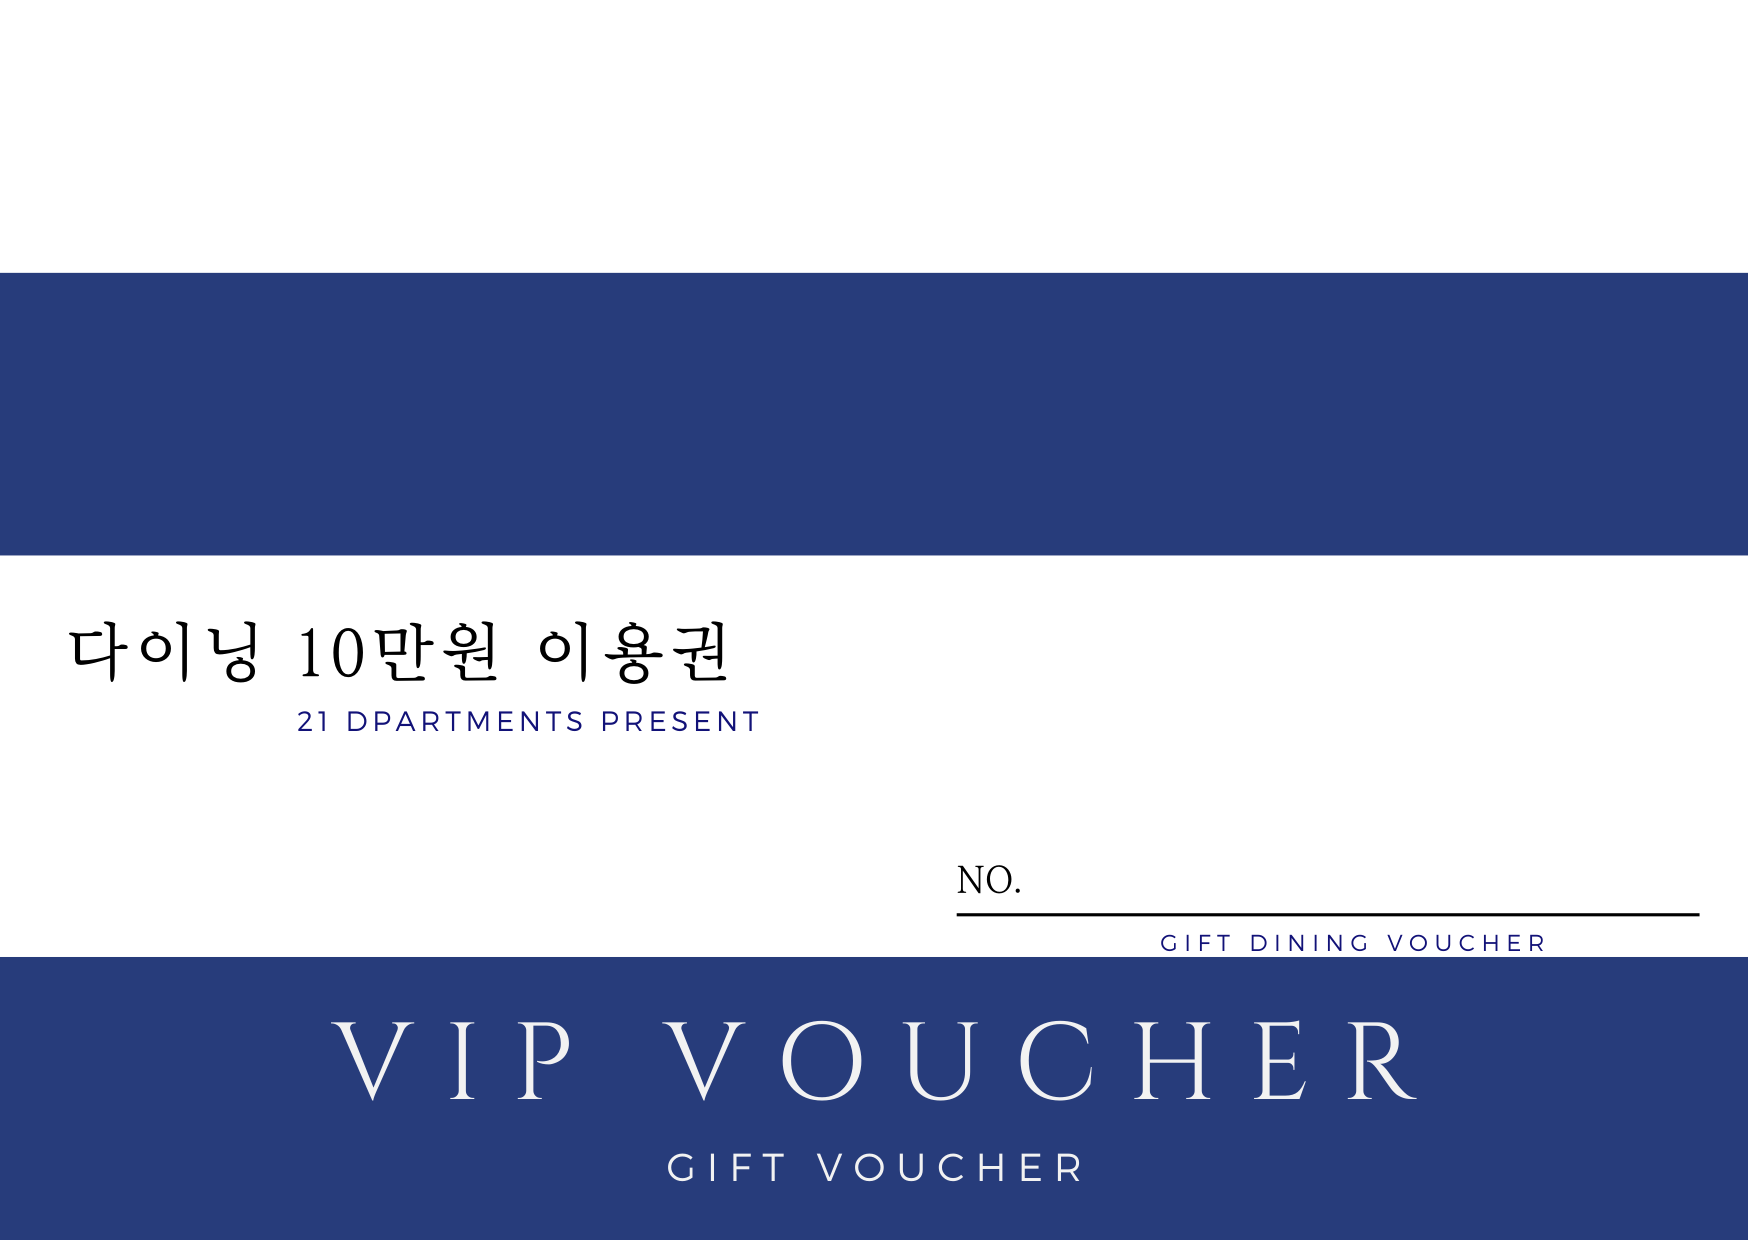 다이닝 10만원 이용권
21 DPARTMENTS PRESENT
NO.
GIFT DINING VOUCHER
VIP VOUCHER
GIFT VOUCHER